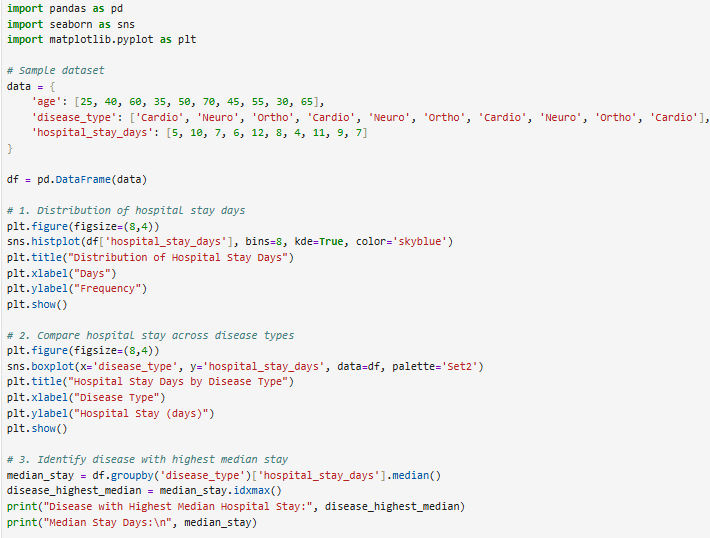 import pandas as pd
import seaborn as sns
import matplotlib.pyplot as plt

# Sample dataset
data = {
    'age': [25, 40, 60, 35, 50, 70, 45, 55, 30, 65],
    'disease_type': ['Cardio', 'Neuro', 'Ortho', 'Cardio', 'Neuro', 'Ortho', 'Cardio', 'Neuro', 'Ortho', 'Cardio'],
    'hospital_stay_days': [5, 10, 7, 6, 12, 8, 4, 11, 9, 7]
}

df = pd.DataFrame(data)

# 1. Distribution of hospital stay days
plt.figure(figsize=(8,4))
sns.histplot(df['hospital_stay_days'], bins=8, kde=True, color='skyblue')
plt.title("Distribution of Hospital Stay Days")
plt.xlabel("Days")
plt.ylabel("Frequency")
plt.show()

# 2. Compare hospital stay across disease types
plt.figure(figsize=(8,4))
sns.boxplot(x='disease_type', y='hospital_stay_days', data=df, palette='Set2')
plt.title("Hospital Stay Days by Disease Type")
plt.xlabel("Disease Type")
plt.ylabel("Hospital Stay (days)")
plt.show()

# 3. Identify disease with highest median stay
median_stay = df.groupby('disease_type')['hospital_stay_days'].median()
disease_highest_median = median_stay.idxmax()
print("Disease with Highest Median Hospital Stay:", disease_highest_median)
print("Median Stay Days:\n", median_stay)